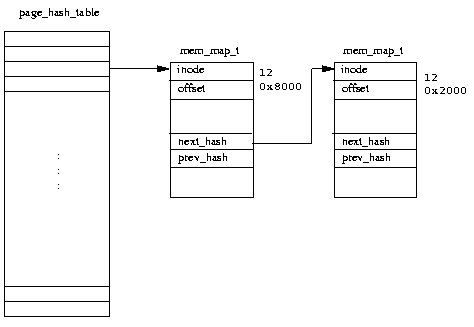 page_hash_table
mem_map_t
inode
offset
12
0x8000
next_hash
prev_hash
mem_map_t
inode
offset
12
0x2000
next_hash
prev_hash
:
:
: